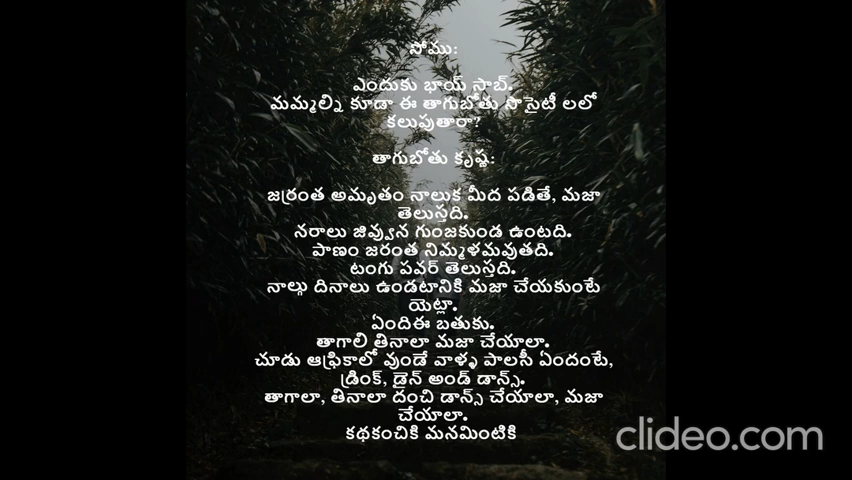 సోము:
ఎందుకు భాయ్ సాబ్.
మమ్మల్ని కూడా ఈ తాగుబోతు సొసైటీ లలో
కలుపుతారా?
తాగుబోతు కృష్ణ:
జర్రంత అమృతం నాలుక మీద పడితే, మజా
తెలుస్తది.
నరాలు జివ్వున గుంజకుండ ఉంటది.
పాణం జరంత నిమ్మళమవుతది.
టంగు పవర్ తెలుస్తది.
నాల్గు దినాలు ఉండటానికి మజా చేయకుంటే
యెట్లా.
ఏందిఈ బతుకు.
తాగాలి తినాలా మజా చేయాలా.
చూడు ఆఫ్రికాలో వుండే వాళ్ళ పాలసీ ఏందంటే,
డ్రింక్, డైన్ అండ్ డాన్స్.
తాగాలా, తినాలా దంచి డాన్స్ చేయాలా, మజా
చేయాలా.
కథకంచికి మనమింటికి
clideo.com